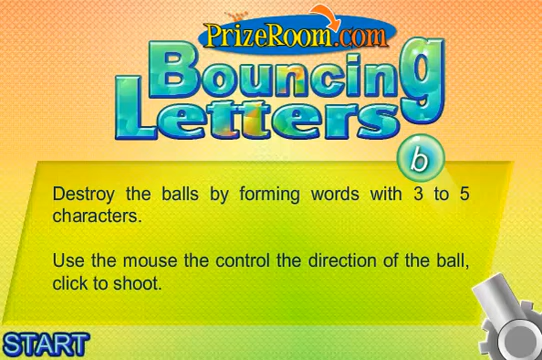 PrizeRoom.com
Bouncing
Letters
b
Destroy the balls by forming words with 3 to 5
characters.
Use the mouse the control the direction of the ball,
click to shoot.
START